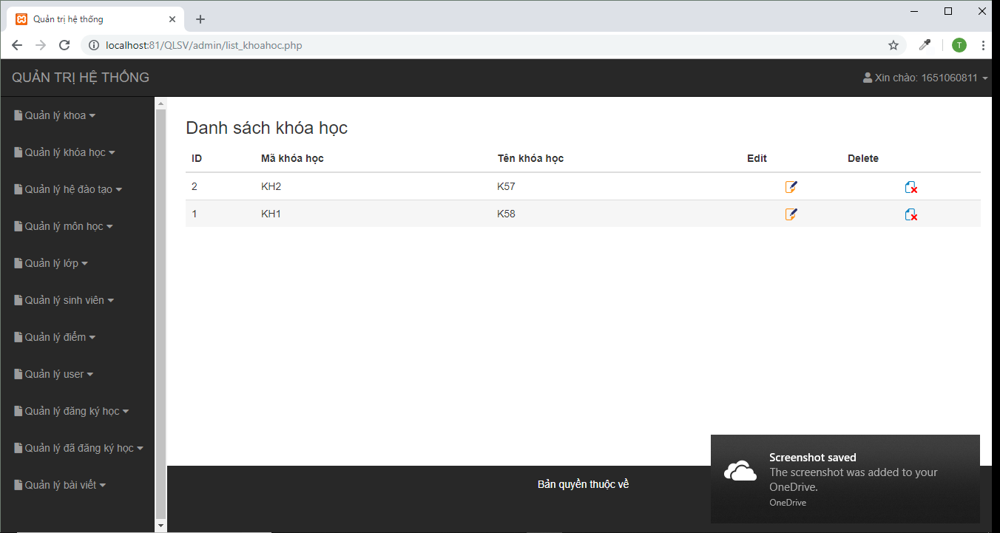 Quản trị hệ thống
localhost:81/QLSV/admin/list_khoahoc.php
T
QUẢN TRỊ HỆ THỐNG
Xin chào: 1651060811
Quản lý khoa
Quản lý khóa học
Quản lý hệ đào tạo
Quản lý môn học
Quản lý lớp
Quản lý sinh viên
Quản lý điểm
Quản lý user
Quản lý đăng ký học
Quản lý đã đăng ký học
Quản lý bài viết
Danh sách khóa học
ID Mã khóa học Tên khóa học Edit Delete
2 KH2 K57
1 KH1 K58
Bản quyền thuộc về
Screenshot saved
The screenshot was added to your
OneDrive.
OneDrive